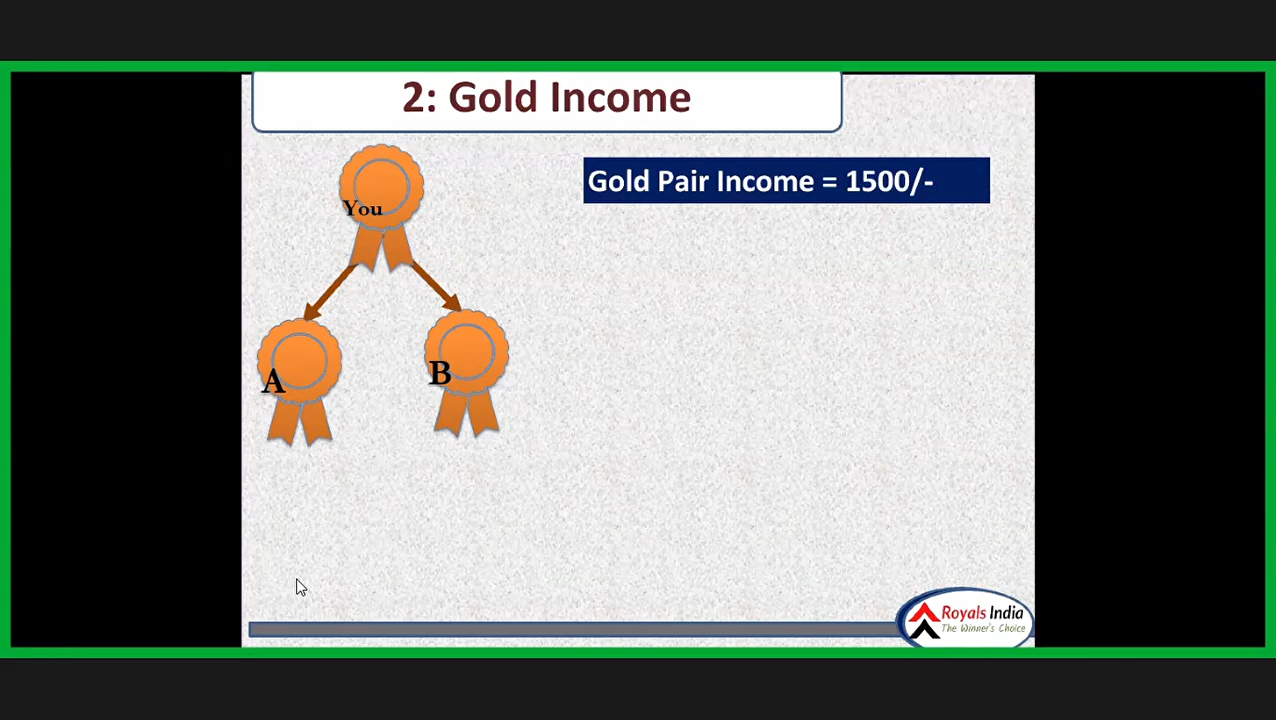 2: Gold Income
Gold Pair Income = 1500/-
You
A
B
Royals India
The Winner's Choice